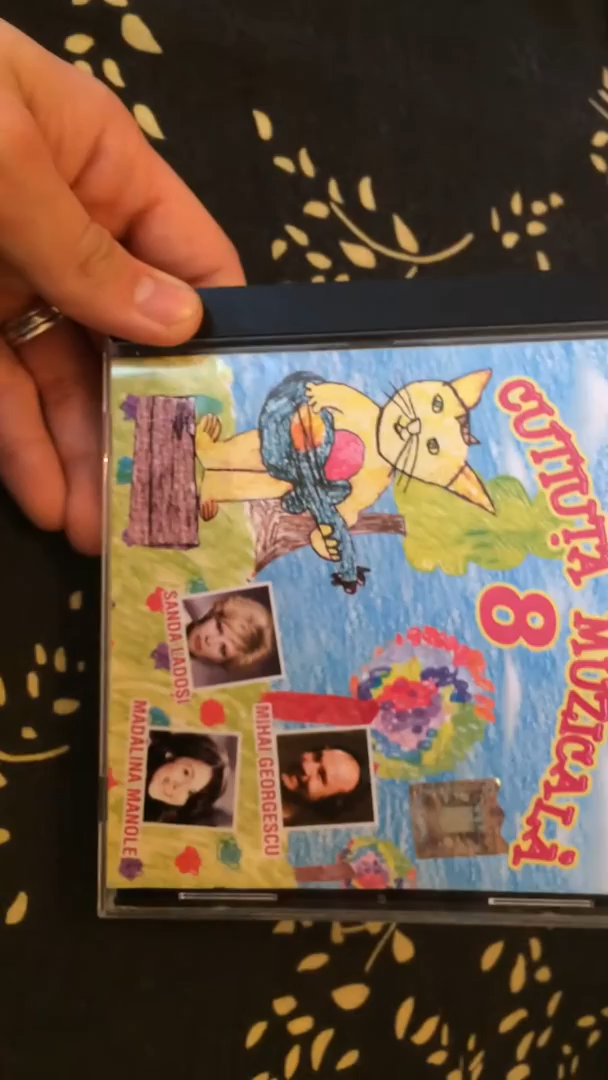 CUTIUȚA MUZICALĂ
8
SANDA LADOȘI
MIHAI GEORGESCU
MĂDĂLINA MANOLE